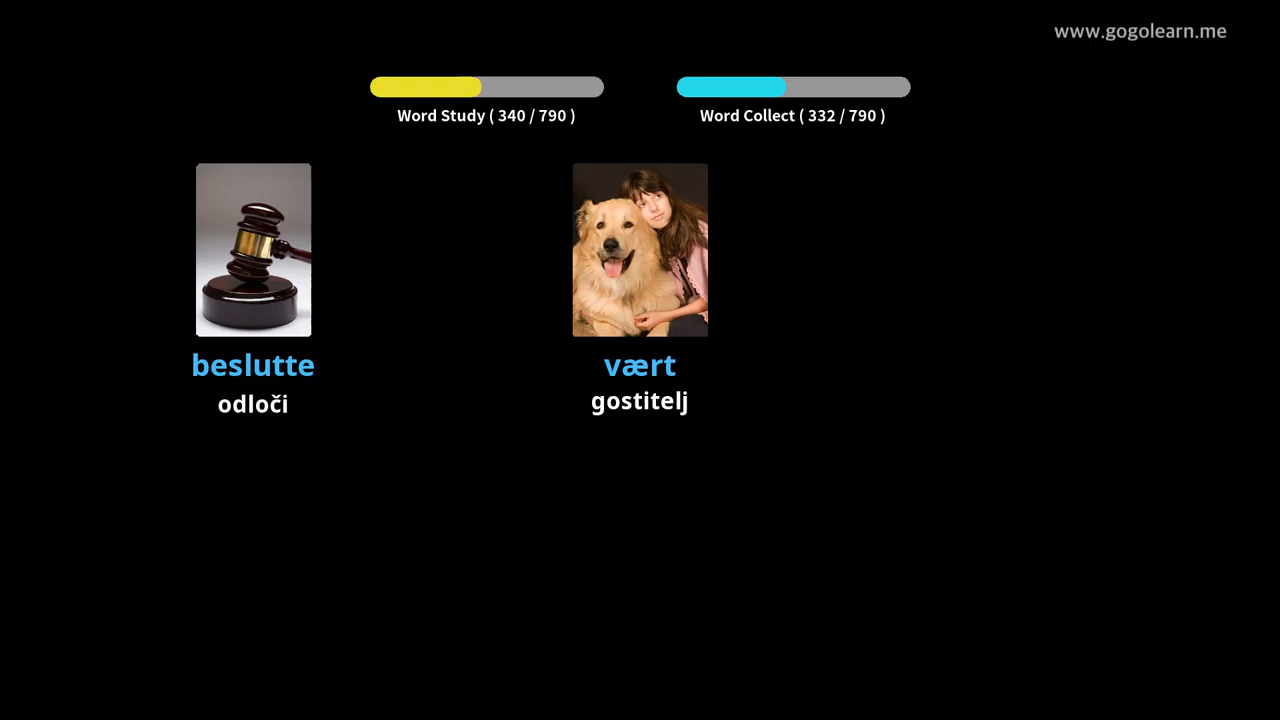 www.gogolearn.me
Word Study ( 340 / 790 )
Word Collect ( 332 / 790 )
beslutte
odloči
vært
gostitelj